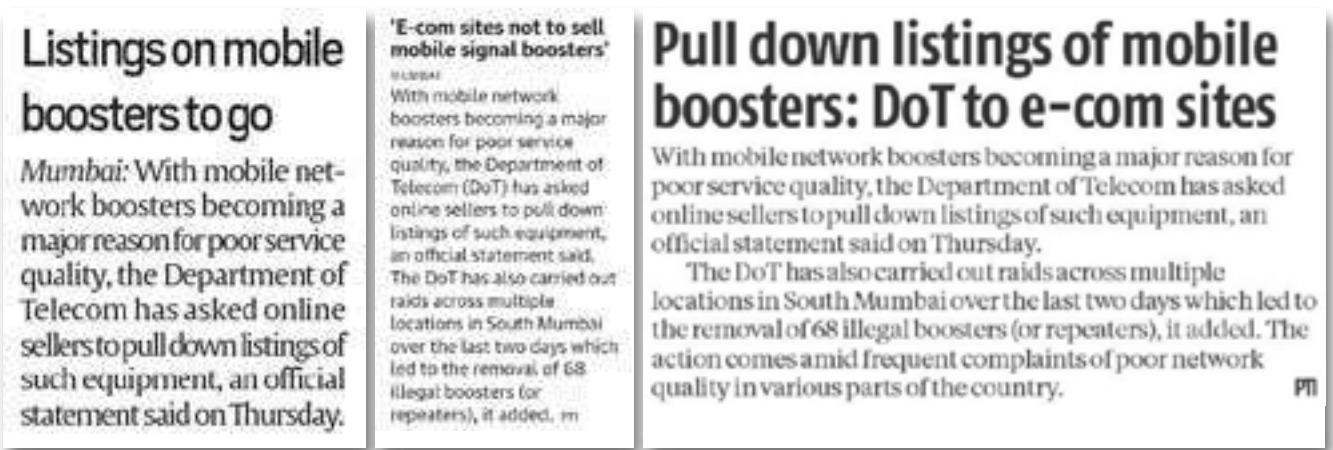 Listings on mobile
boosters to go
Mumbai: With mobile net-
work boosters becoming a
major reason for poor service
quality, the Department of
Telecom has asked online
sellers to pull down listings of
such equipment, an official
statement said on Thursday.
'E-com sites not to sell
mobile signal boosters'
MUMBAI
With mobile network
boosters becoming a major
reason for poor service
quality, the Department of
Telecom (DoT) has asked
online sellers to pull down
listings of such equipment,
an official statement said.
The DoT has also carried out
raids across multiple
locations in South Mumbai
over the last two days which
led to the removal of 68
illegal boosters (or
repeaters), it added. PTI
Pull down listings of mobile
boosters: DoT to e-com sites
With mobile network boosters becoming a major reason for
poor service quality, the Department of Telecom has asked
online sellers to pull down listings of such equipment, an
official statement said on Thursday.
The DoT has also carried out raids across multiple
locations in South Mumbai over the last two days which led to
the removal of 68 illegal boosters (or repeaters), it added. The
action comes amid frequent complaints of poor network
quality in various parts of the country. PTI